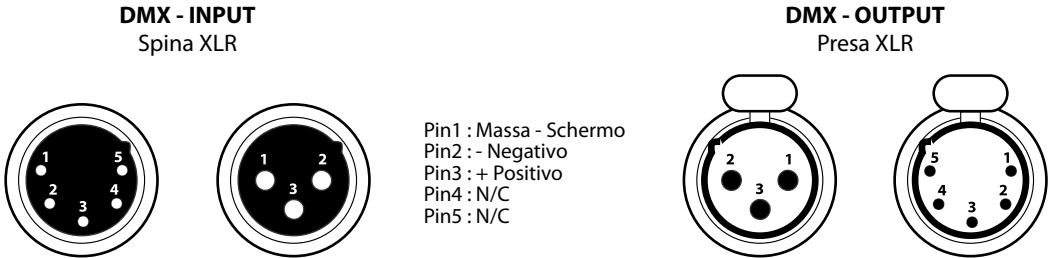 DMX - INPUT
Spina XLR
DMX - OUTPUT
Presa XLR
1 5
2 4
3
1 2
3
Pin1 : Massa - Schermo
Pin2 : - Negativo
Pin3 : + Positivo
Pin4 : N/C
Pin5 : N/C
2 1
3
5 1
4 2
3